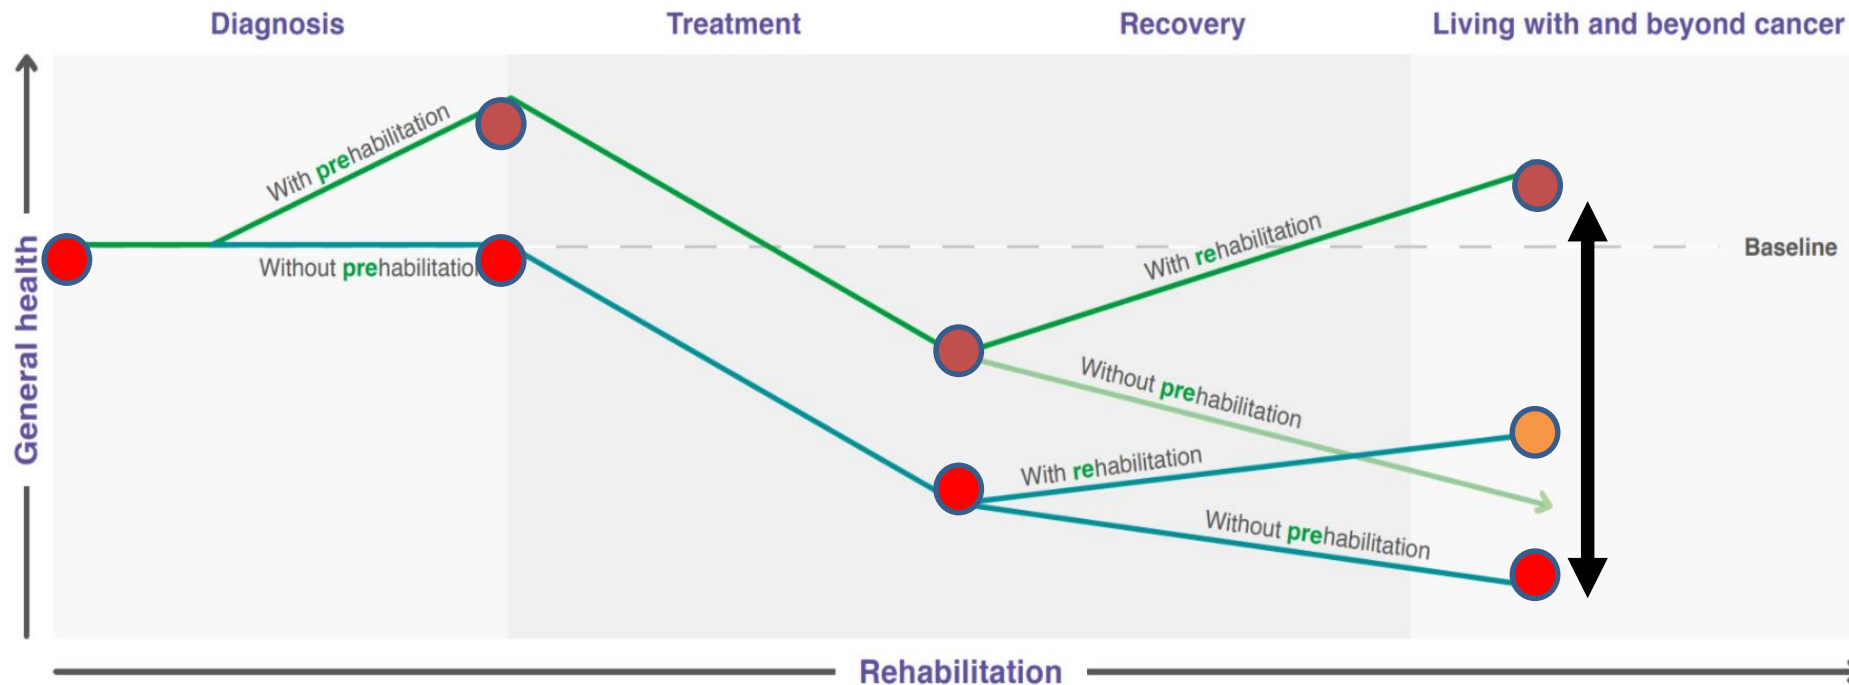 Diagnosis
Treatment
Recovery
Living with and beyond cancer
General health
With prehabilitation
Without prehabilitation
With rehabilitation
Baseline
Without prehabilitation
With rehabilitation
Without prehabilitation
Rehabilitation